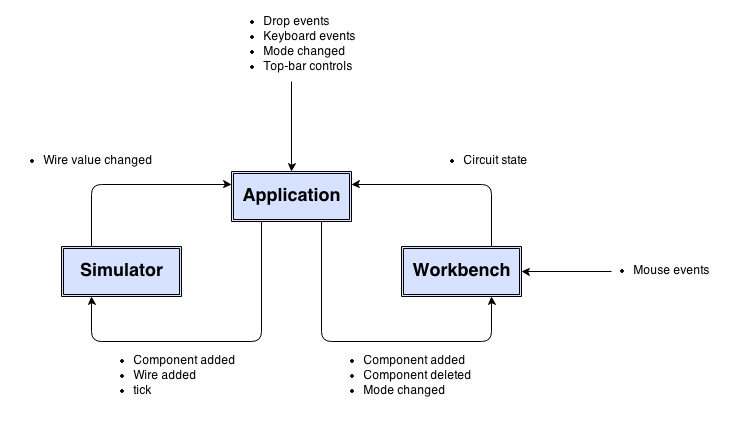 • Drop events
• Keyboard events
• Mode changed
• Top-bar controls
• Wire value changed
• Circuit state
Application
Simulator
Workbench
• Mouse events
• Component added
• Wire added
• tick
• Component added
• Component deleted
• Mode changed